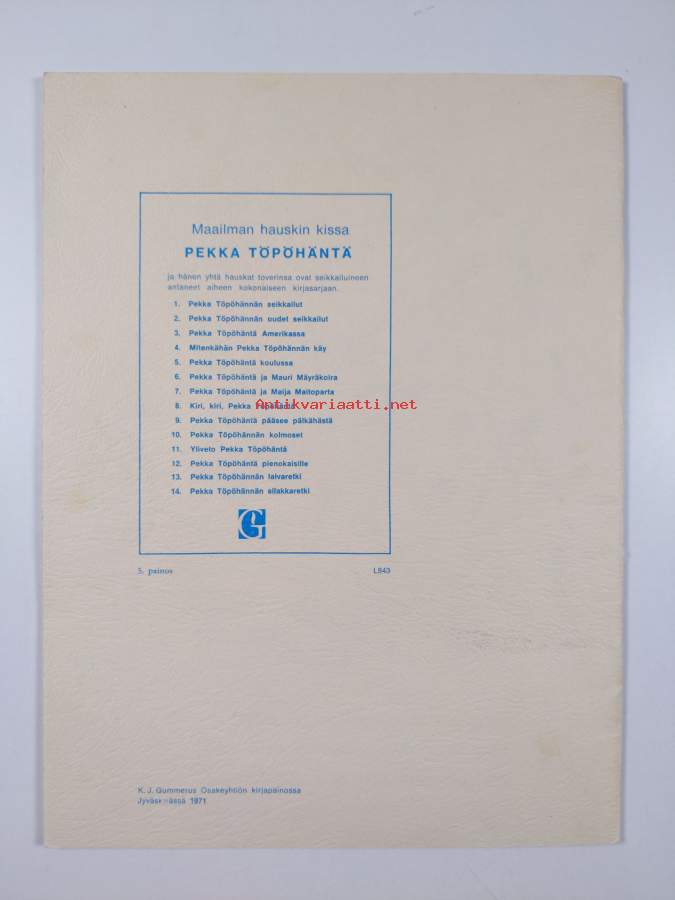 Maailman hauskin kissa
PEKKA TÖPÖHÄNTÄ
ja hänen yhtä hauskat toverinsa ovat seikkailuineen
antaneet aiheen kokonaiseen kirjasarjaan.
1. Pekka Töpöhännän seikkailut
2. Pekka Töpöhännän uudet seikkailut
3. Pekka Töpöhäntä Amerikassa
4. Mitenkähän Pekka Töpöhännän käy
5. Pekka Töpöhäntä koulussa
6. Pekka Töpöhäntä ja Mauri Mäyräkoira
7. Pekka Töpöhäntä ja Maija Maitoparta
8. Kiri, kiri, Pekka Töpöhäntä
Antikvariaatti.net
9. Pekka Töpöhäntä pääsee pälkähästä
10. Pekka Töpöhännän kolmoset
11. Yliveto Pekka Töpöhäntä
12. Pekka Töpöhäntä pienokaisille
13. Pekka Töpöhännän laivaretki
14. Pekka Töpöhännän silakkaretki
G
5. painos L543
K. J. Gummerus Osakeyhtiön kirjapainossa
Jyväskylässä 1971